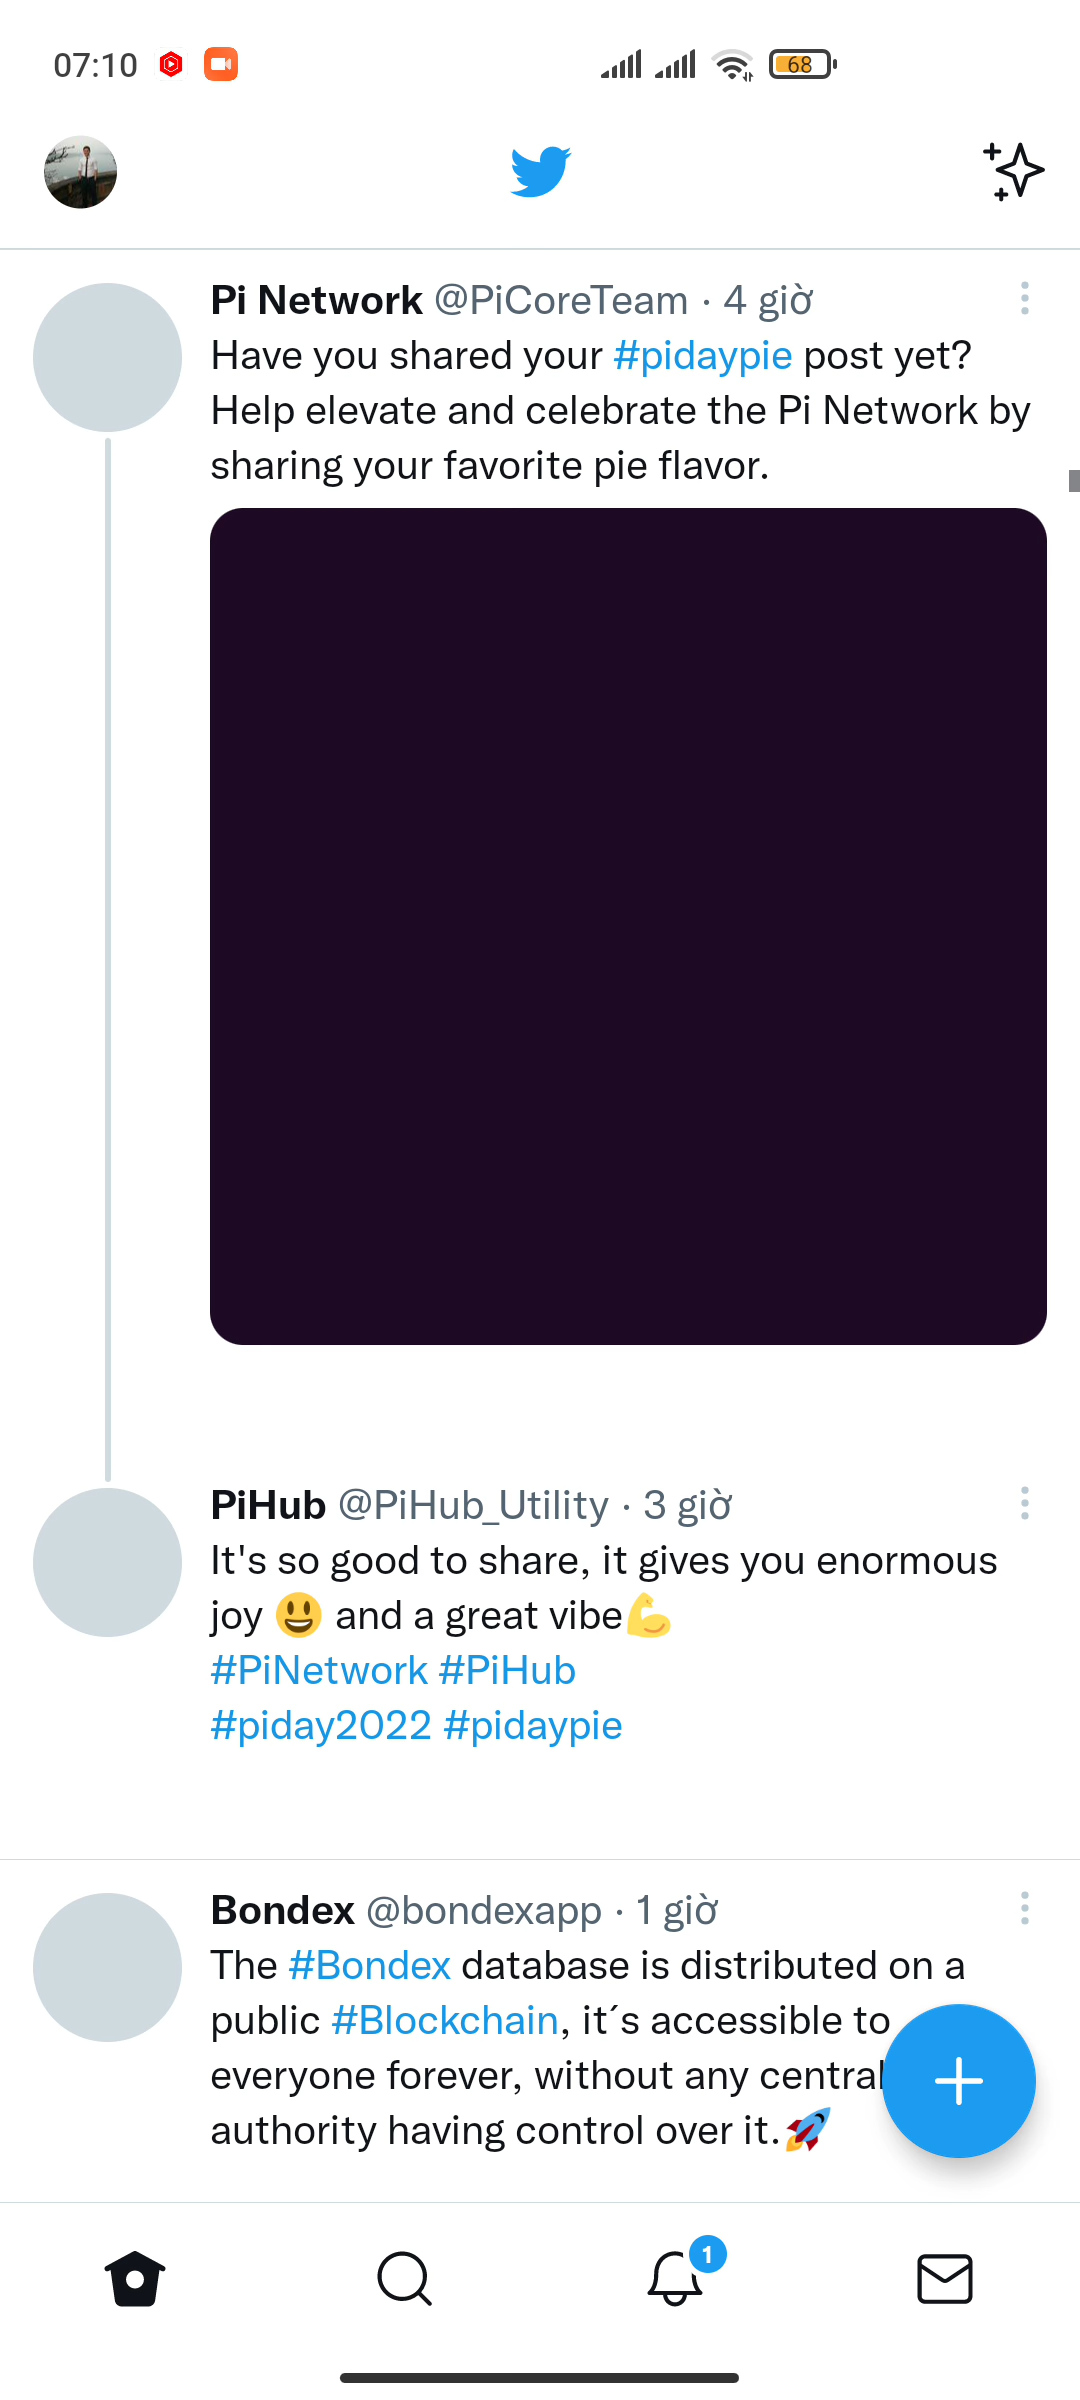 07:10
68
Pi Network @PiCoreTeam · 4 giờ
Have you shared your #pidaypie post yet?
Help elevate and celebrate the Pi Network by
sharing your favorite pie flavor.
PiHub @PiHub_Utility · 3 giờ
It's so good to share, it gives you enormous
joy 😃 and a great vibe💪
#PiNetwork #PiHub
#piday2022 #pidaypie
Bondex @bondexapp · 1 giờ
The #Bondex database is distributed on a
public #Blockchain, it´s accessible to
everyone forever, without any central
authority having control over it.🚀
1